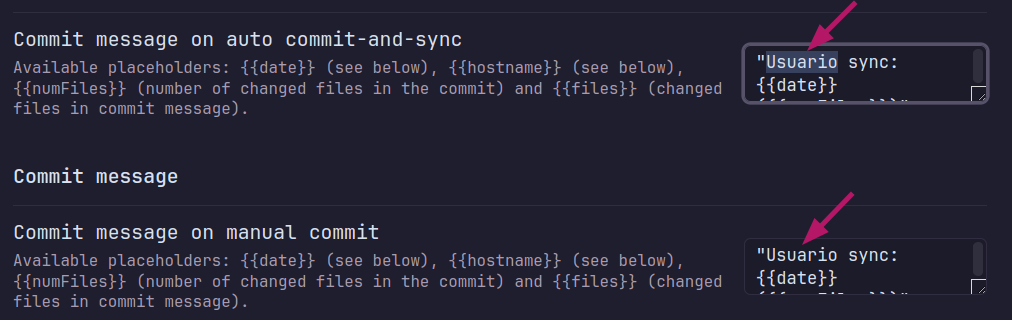 Commit message on auto commit-and-sync
Available placeholders: {{date}} (see below), {{hostname}} (see below),
{{numFiles}} (number of changed files in the commit) and {{files}} (changed
files in commit message).
"Usuario sync:
{{date}}
Commit message
Commit message on manual commit
Available placeholders: {{date}} (see below), {{hostname}} (see below),
{{numFiles}} (number of changed files in the commit) and {{files}} (changed
files in commit message).
"Usuario sync:
{{date}}